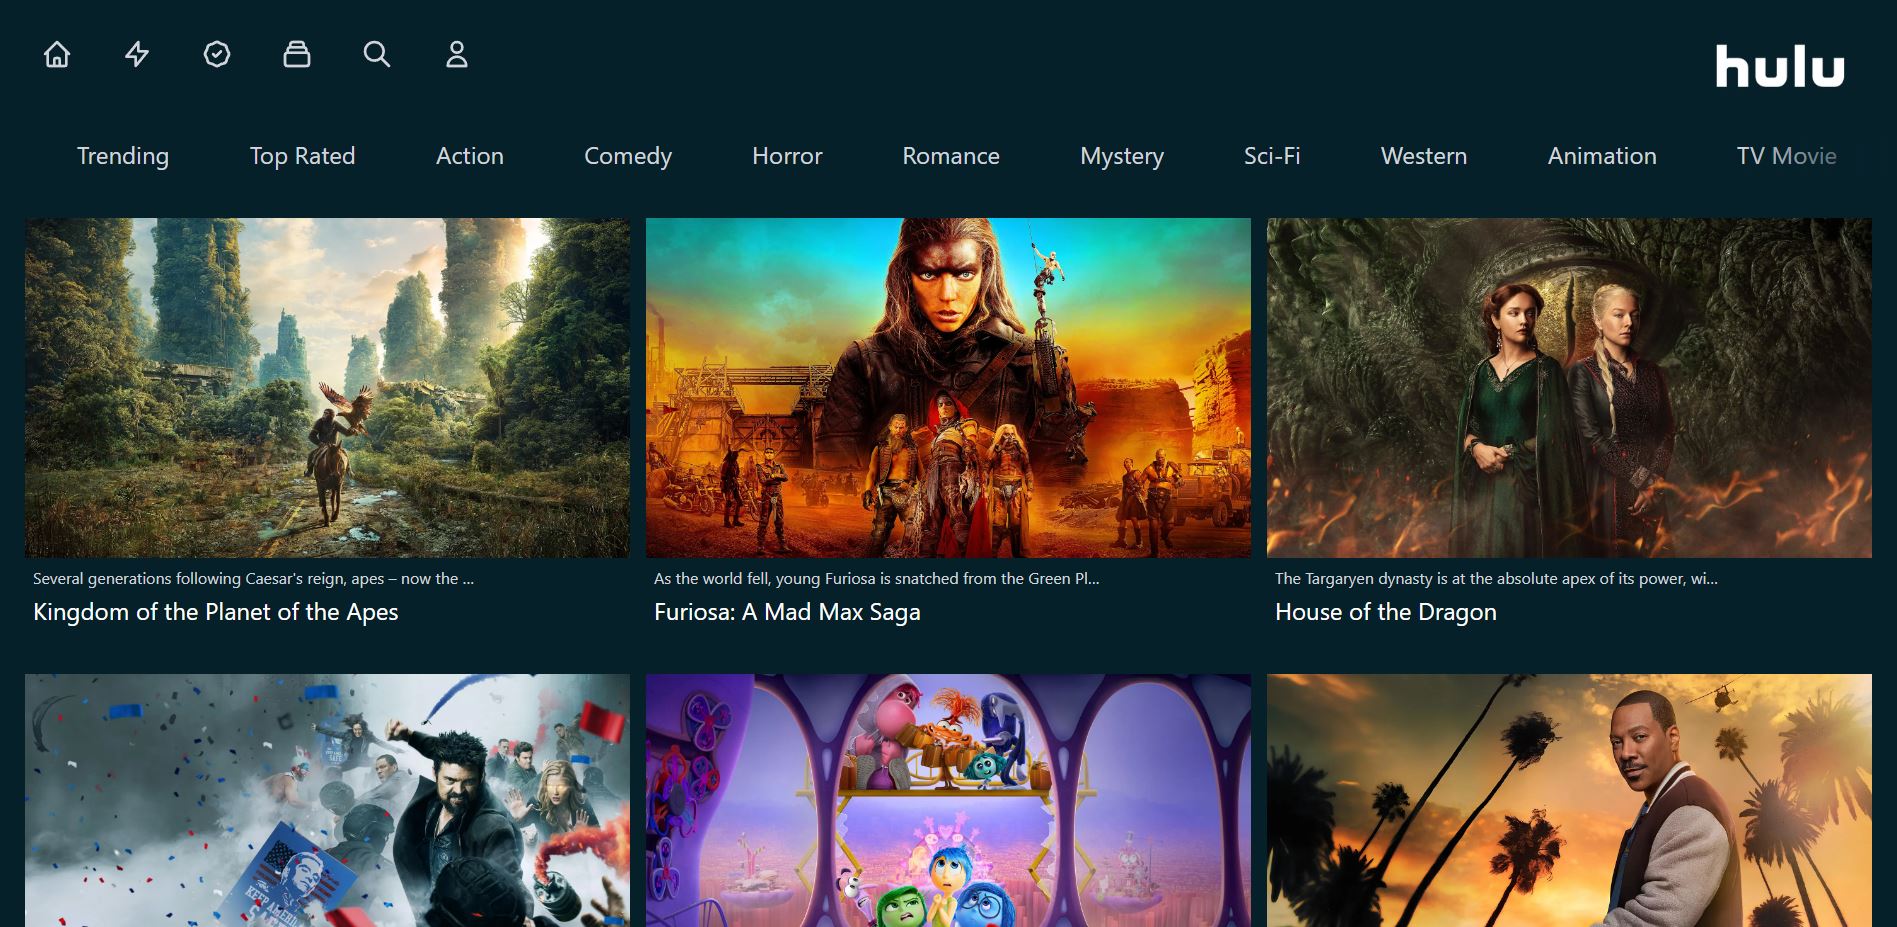 hulu
Trending Top Rated Action Comedy Horror Romance Mystery Sci-Fi Western Animation TV Movie
Several generations following Caesar's reign, apes – now the ...
Kingdom of the Planet of the Apes
As the world fell, young Furiosa is snatched from the Green Pl...
Furiosa: A Mad Max Saga
The Targaryen dynasty is at the absolute apex of its power, wi...
House of the Dragon
KEEP AMERICA
SAFE